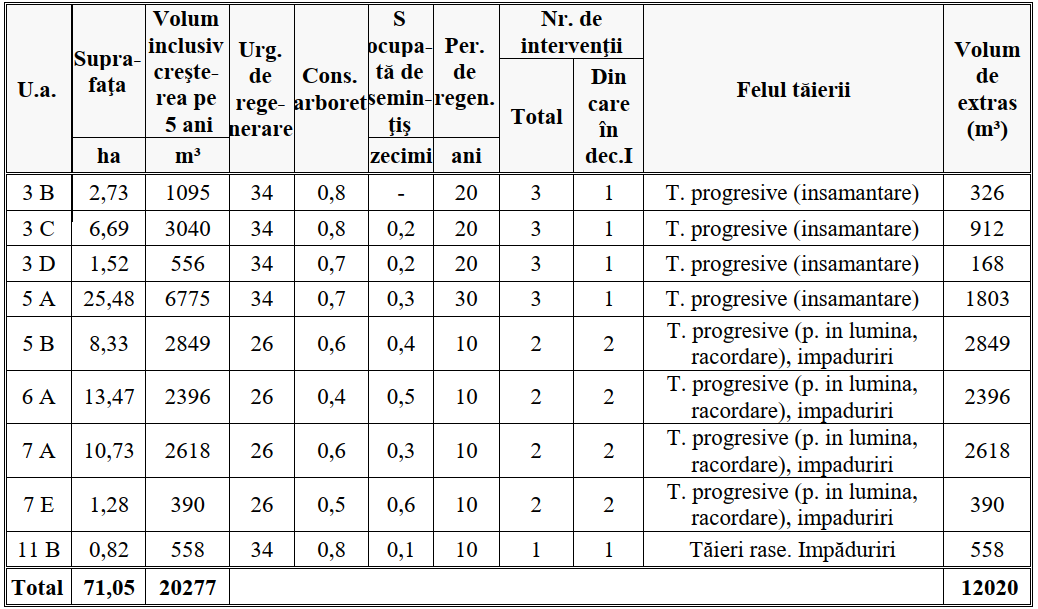 U.a.
Supra-
faţa
Volum
inclusiv
creşte-
rea pe
5 ani
Urg.
de
rege-
nerare
Cons.
arboret
S
ocupa-
tă de
semin-
ţiş
Per.
de
regen.
Nr. de
intervenţii
Felul tăierii
Volum
de
extras
(m³)
Total
Din
care
în
dec.I
ha m³ zecimi ani
3 B 2,73 1095 34 0,8 - 20 3 1 T. progresive (insamantare) 326
3 C 6,69 3040 34 0,8 0,2 20 3 1 T. progresive (insamantare) 912
3 D 1,52 556 34 0,7 0,2 20 3 1 T. progresive (insamantare) 168
5 A 25,48 6775 34 0,7 0,3 30 3 1 T. progresive (insamantare) 1803
5 B 8,33 2849 26 0,6 0,4 10 2 2 T. progresive (p. in lumina, 2849
racordare), impaduriri
6 A 13,47 2396 26 0,4 0,5 10 2 2 T. progresive (p. in lumina, 2396
racordare), impaduriri
7 A 10,73 2618 26 0,6 0,3 10 2 2 T. progresive (p. in lumina, 2618
racordare), impaduriri
7 E 1,28 390 26 0,5 0,6 10 2 2 T. progresive (p. in lumina, 390
racordare), impaduriri
11 B 0,82 558 34 0,8 0,1 10 1 1 Tăieri rase. Impăduriri 558
Total 71,05 20277 12020